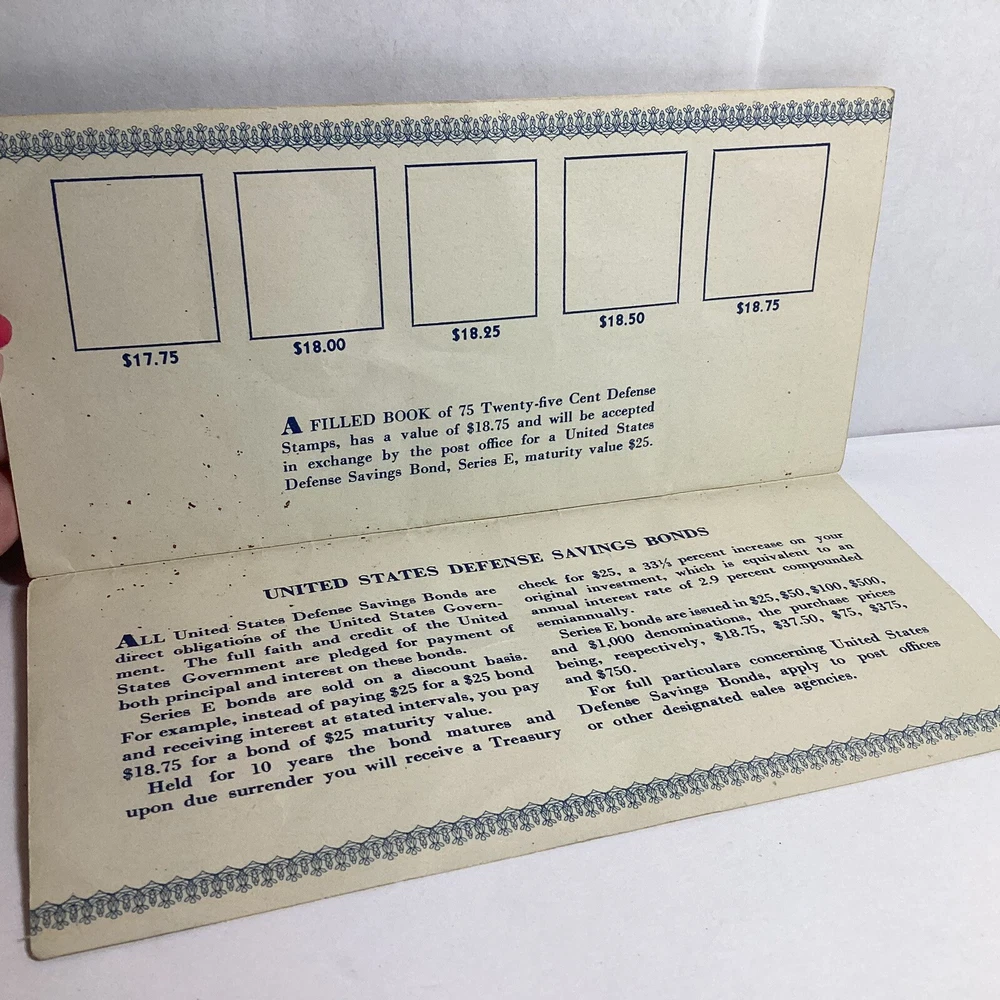 $17.75
$18.00
$18.25
$18.50
$18.75
A FILLED BOOK of 75 Twenty-five Cent Defense
Stamps, has a value of $18.75 and will be accepted
in exchange by the post office for a United States
Defense Savings Bond, Series E, maturity value $25.
UNITED STATES DEFENSE SAVINGS BONDS
ALL United States Defense Savings Bonds are
direct obligations of the United States Govern-
ment. The full faith and credit of the United
States Government are pledged for payment of
both principal and interest on these bonds.
Series E bonds are sold on a discount basis.
For example, instead of paying $25 for a $25 bond
and receiving interest at stated intervals, you pay
$18.75 for a bond of $25 maturity value.
Held for 10 years the bond matures and
upon due surrender you will receive a Treasury
check for $25, a 33⅓ percent increase on your
original investment, which is equivalent to an
annual interest rate of 2.9 percent compounded
semiannually.
Series E bonds are issued in $25, $50, $100, $500,
and $1,000 denominations, the purchase prices
being, respectively, $18.75, $37.50, $75, $375,
and $750.
For full particulars concerning United States
Defense Savings Bonds, apply to post offices
or other designated sales agencies.